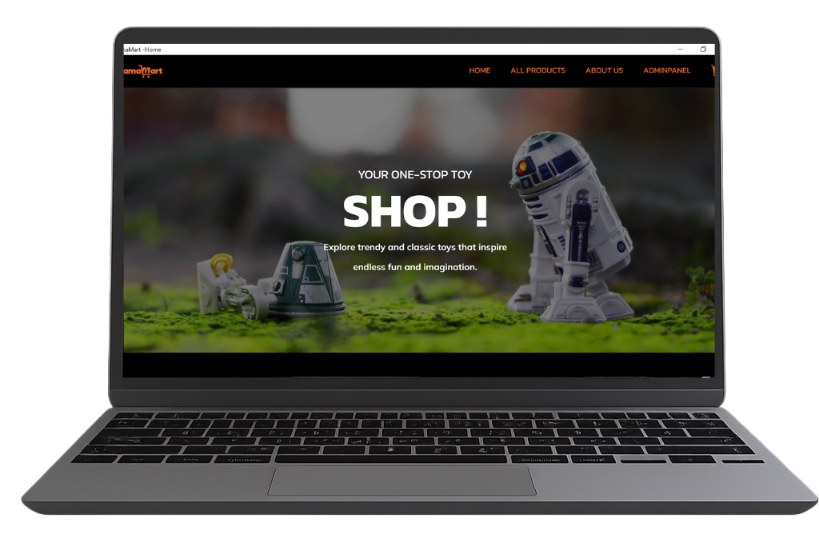 aMart -Home
amamart
HOME ALL PRODUCTS ABOUT US ADMINPANEL
YOUR ONE-STOP TOY
SHOP !
Explore trendy and classic toys that inspire
endless fun and imagination.